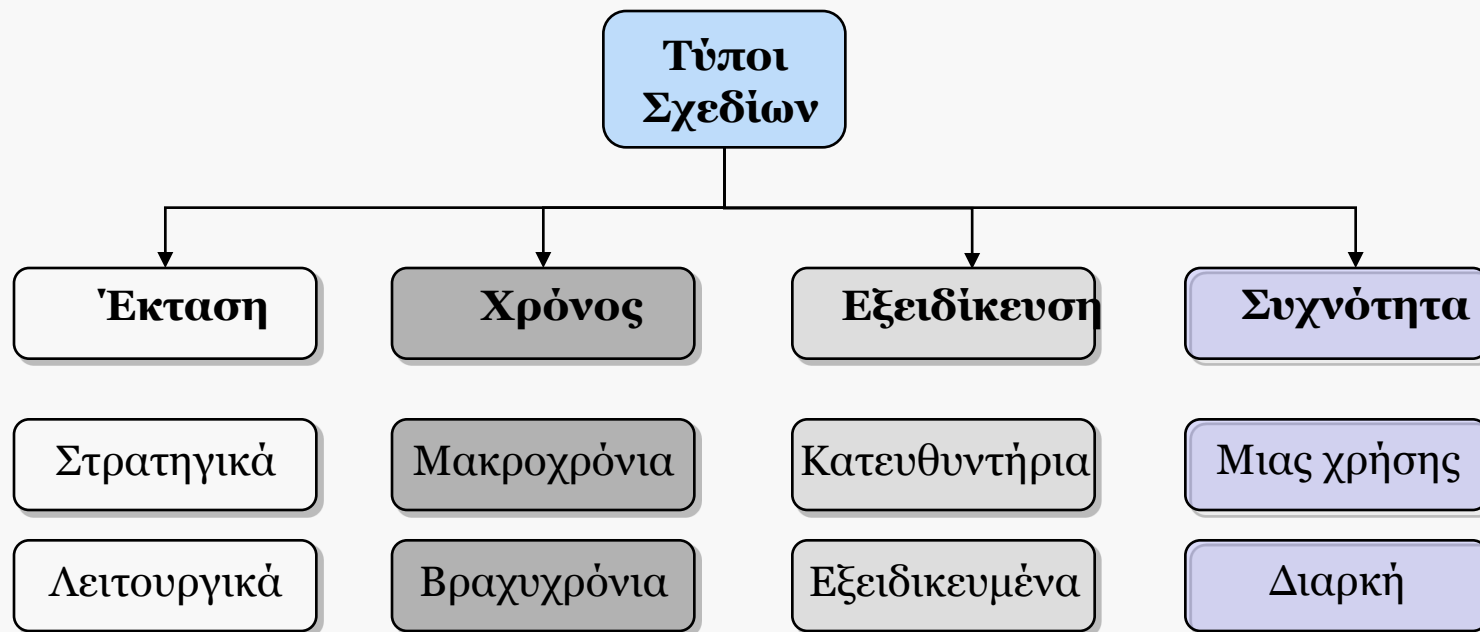 Τύποι
Σχεδίων
Έκταση
Χρόνος
Εξειδίκευση
Συχνότητα
Στρατηγικά
Μακροχρόνια
Κατευθυντήρια
Μιας χρήσης
Λειτουργικά
Βραχυχρόνια
Εξειδικευμένα
Διαρκή